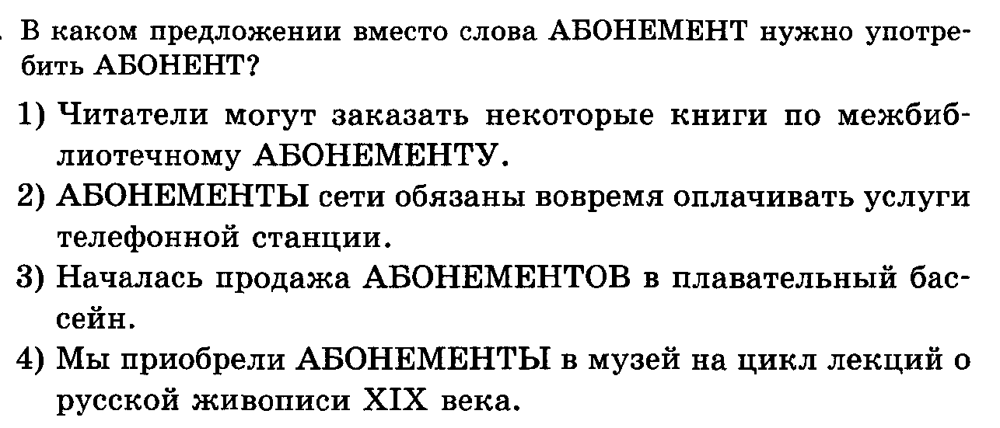 . В каком предложении вместо слова АБОНЕМЕНТ нужно употре-
бить АБОНЕНТ?
1) Читатели могут заказать некоторые книги по межбиб-
лиотечному АБОНЕМЕНТУ.
2) АБОНЕМЕНТЫ сети обязаны вовремя оплачивать услуги
телефонной станции.
3) Началась продажа АБОНЕМЕНТОВ в плавательный бас-
сейн.
4) Мы приобрели АБОНЕМЕНТЫ в музей на цикл лекций о
русской живописи XIX века.